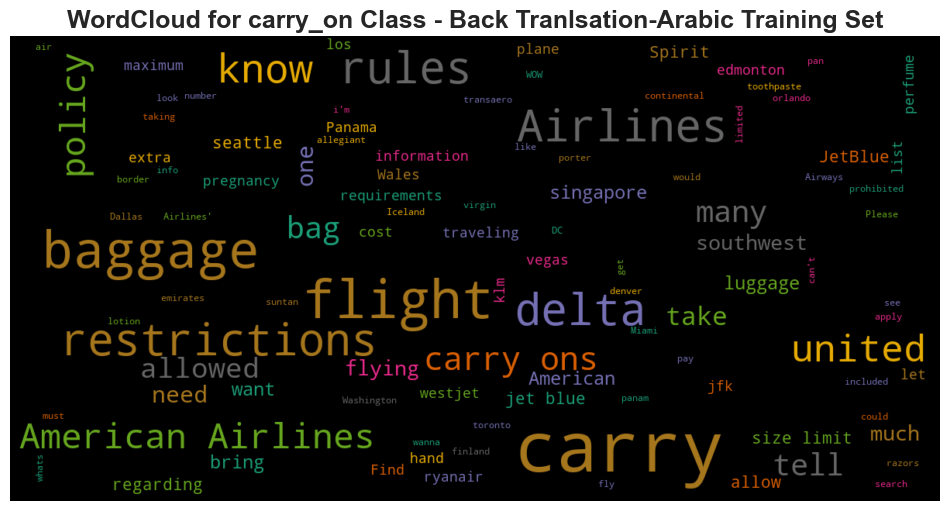 WordCloud for carry_on Class - Back Tranlsation-Arabic Training Set
air
los
plane
Spirit
policy
maximum
know
rules
WOW
edmonton
pan
toothpaste
perfume
look
number
transaero
continental
orlando
taking
i'm
Airlines
limited
Panama
allegiant
seattle
one
like
JetBlue
list
extra
information
porter
info
border
pregnancy
Wales
would
Airways
requirements
singapore
prohibited
Iceland
virgin
many
Please
Dallas
Airlines'
bag
cost
traveling
DC
southwest
baggage
vegas
get
can't
flight
klm
luggage
emirates
suntan
denver
see
delta
take
apply
lotion
Miami
restrictions
united
allowed
flying
carry ons
pay
American
included
let
need
want
westjet
jet blue
jfk
Washington
panam
must
could
American Airlines
toronto
carry
size limit
much
wanna
finland
whats
bring
hand
tell
razors
Find
ryanair
regarding
fly
allow
search